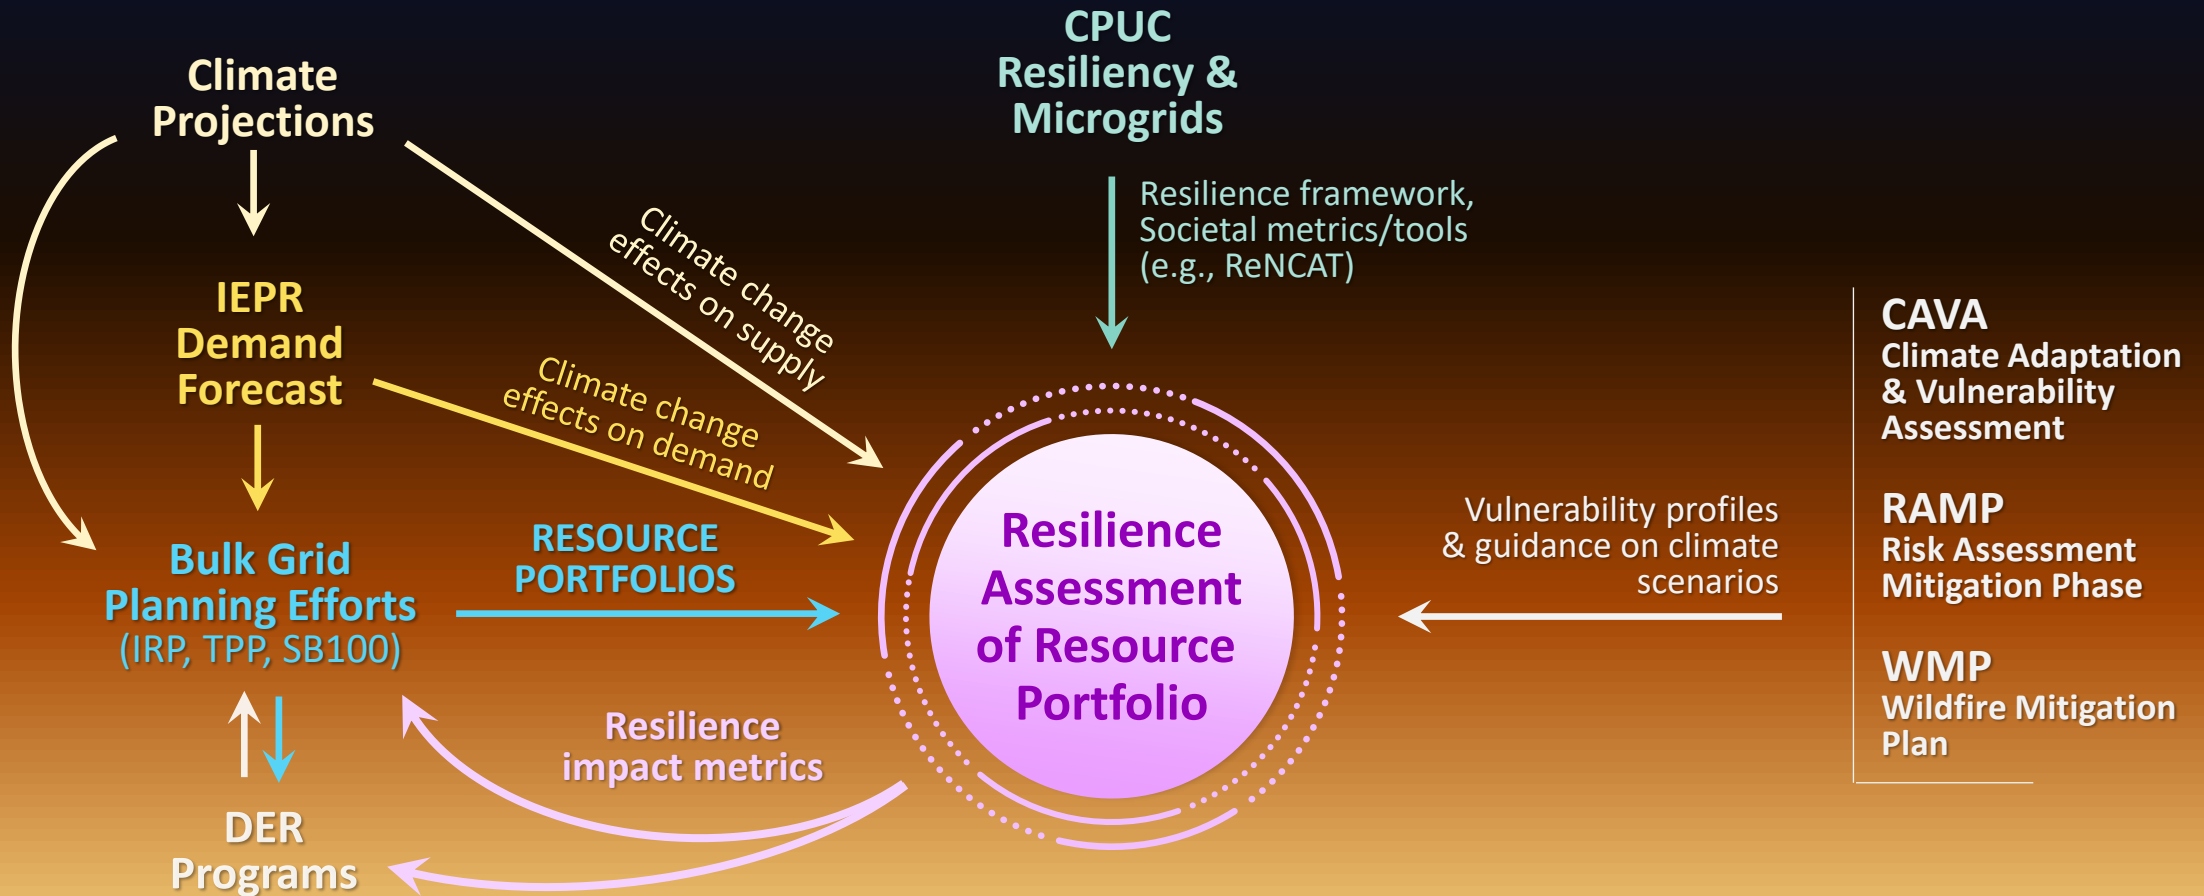 Climate
Projections
CPUC
Resiliency &
Microgrids
Resilience framework,
Societal metrics/tools
(e.g., ReNCAT)
Climate change
effects on supply
IEPR
Demand
Forecast
Climate change
effects on demand
Bulk Grid
Planning Efforts
(IRP, TPP, SB100)
RESOURCE
PORTFOLIOS
Resilience
Assessment
of Resource
Portfolio
Vulnerability profiles
& guidance on climate
scenarios
CAVA
Climate Adaptation
& Vulnerability
Assessment
RAMP
Risk Assessment
Mitigation Phase
WMP
Wildfire Mitigation
Plan
Resilience
impact metrics
DER
Programs